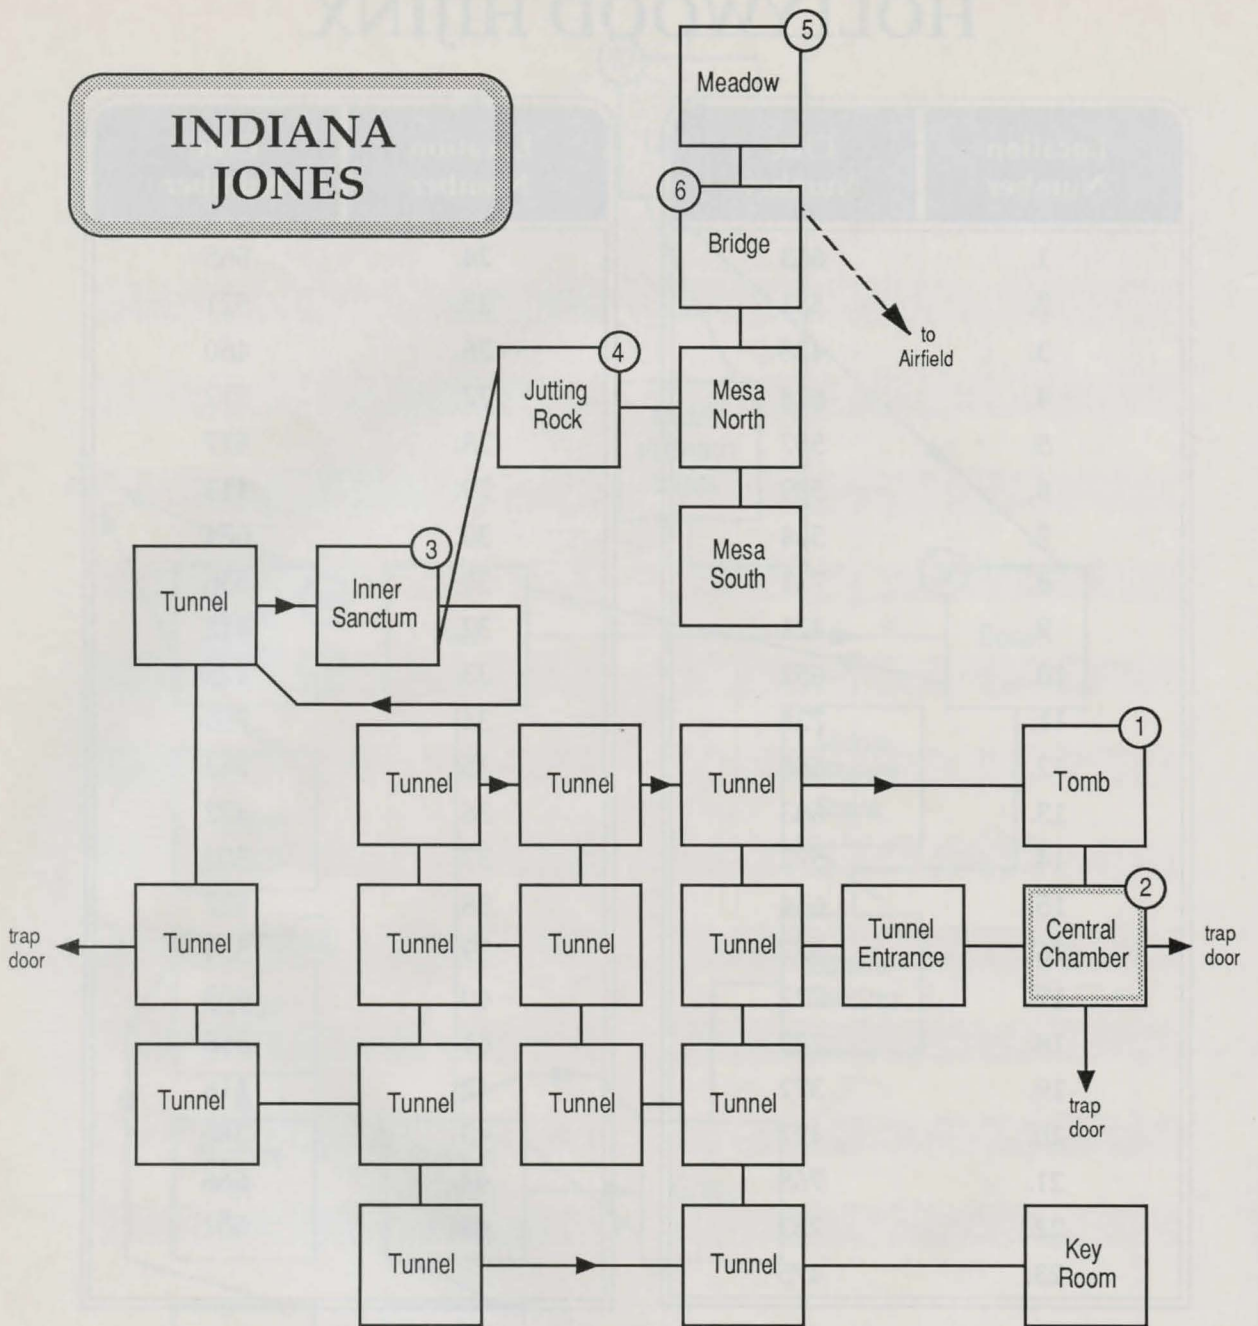 HOLLYWOOD HIJINX
INDIANA
JONES
5
Meadow
6
Bridge
to
Airfield
4
Jutting
Rock
Mesa
North
Mesa
South
3
Tunnel
Inner
Sanctum
1
Tunnel
Tunnel
Tunnel
Tomb
2
trap
door
Tunnel
Tunnel
Tunnel
Tunnel
Tunnel
Entrance
Central
Chamber
trap
door
Tunnel
Tunnel
Tunnel
Tunnel
trap
door
Tunnel
Tunnel
Key
Room